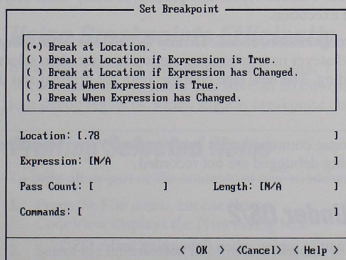 Set Breakpoint
(•) Break at Location.
( ) Break at Location if Expression is True.
( ) Break at Location if Expression has Changed.
( ) Break When Expression is True.
( ) Break When Expression has Changed.
Location: [.78 ]
Expression: [N/A ]
Pass Count: [ ] Length: [N/A ]
Commands: [ ]
< OK > <Cancel> < Help >